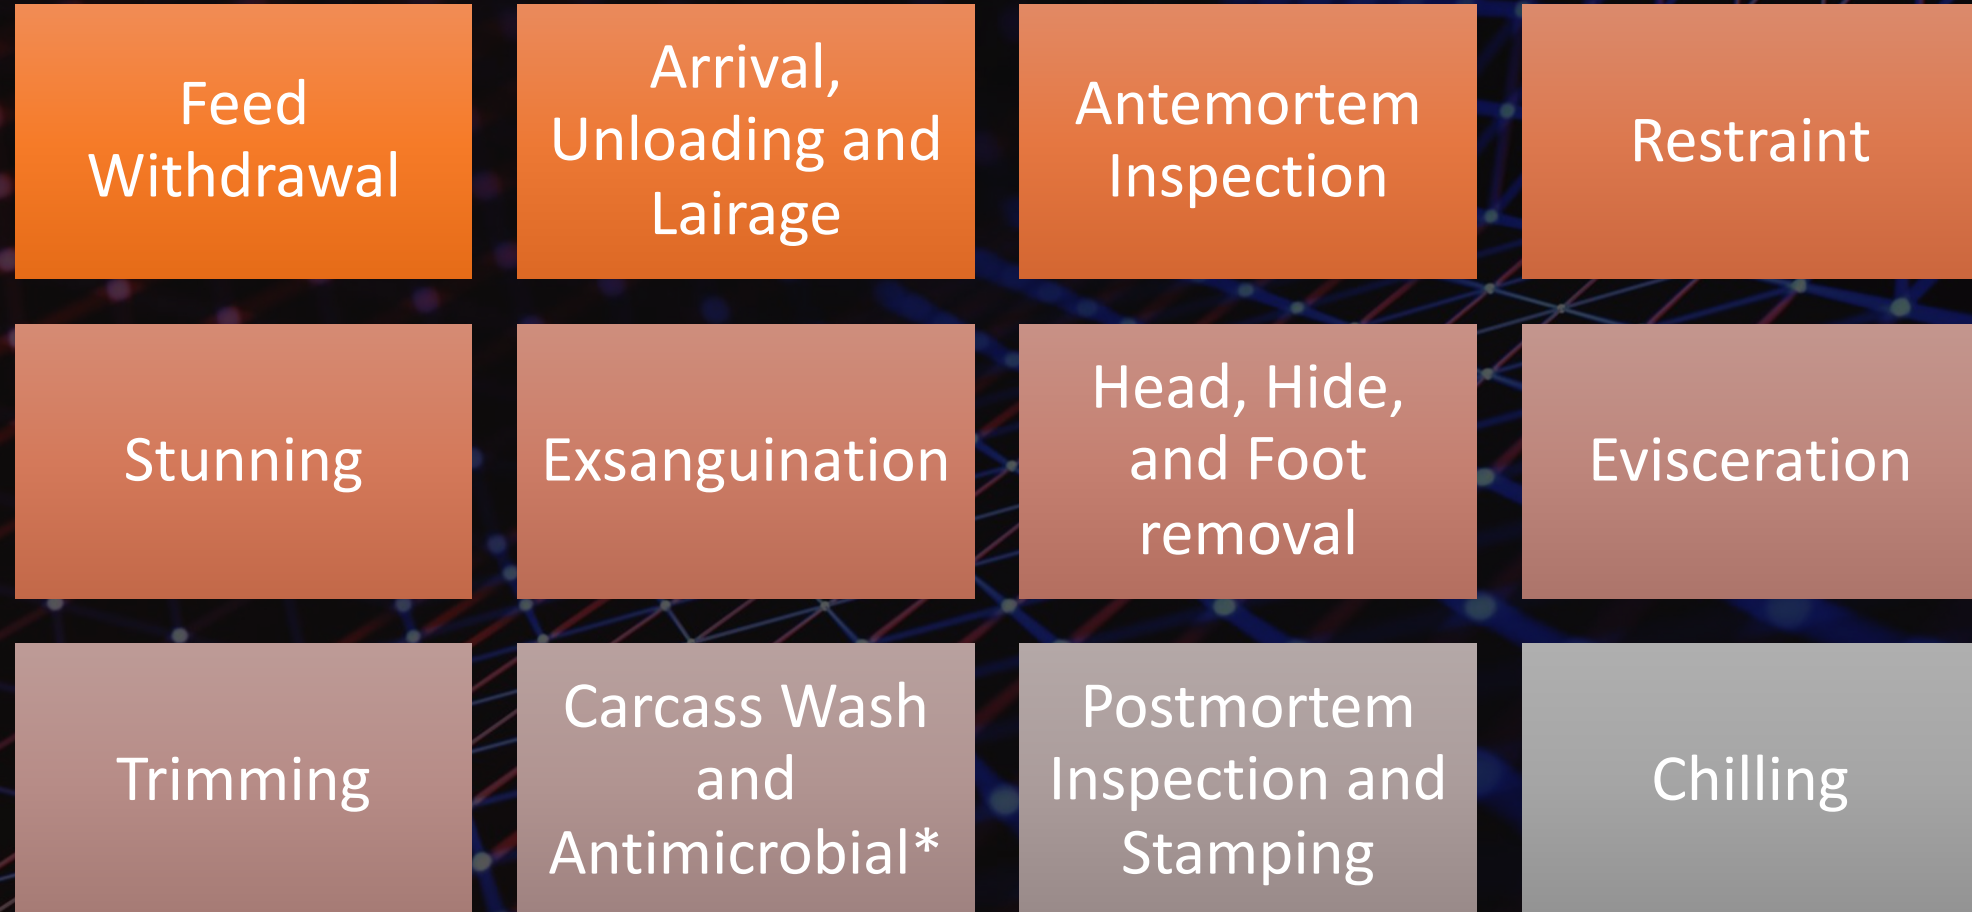 Feed
Withdrawal
Arrival,
Unloading and
Lairage
Antemortem
Inspection
Restraint
Stunning
Exsanguination
Head, Hide,
and Foot
removal
Evisceration
Trimming
Carcass Wash
and
Antimicrobial*
Postmortem
Inspection and
Stamping
Chilling